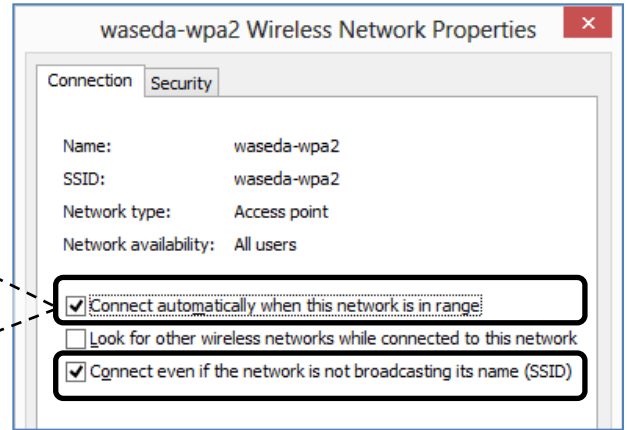 waseda-wpa2 Wireless Network Properties
Connection Security
Name: waseda-wpa2
SSID: waseda-wpa2
Network type: Access point
Network availability: All users
Connect automatically when this network is in range
Look for other wireless networks while connected to this network
Connect even if the network is not broadcasting its name (SSID)